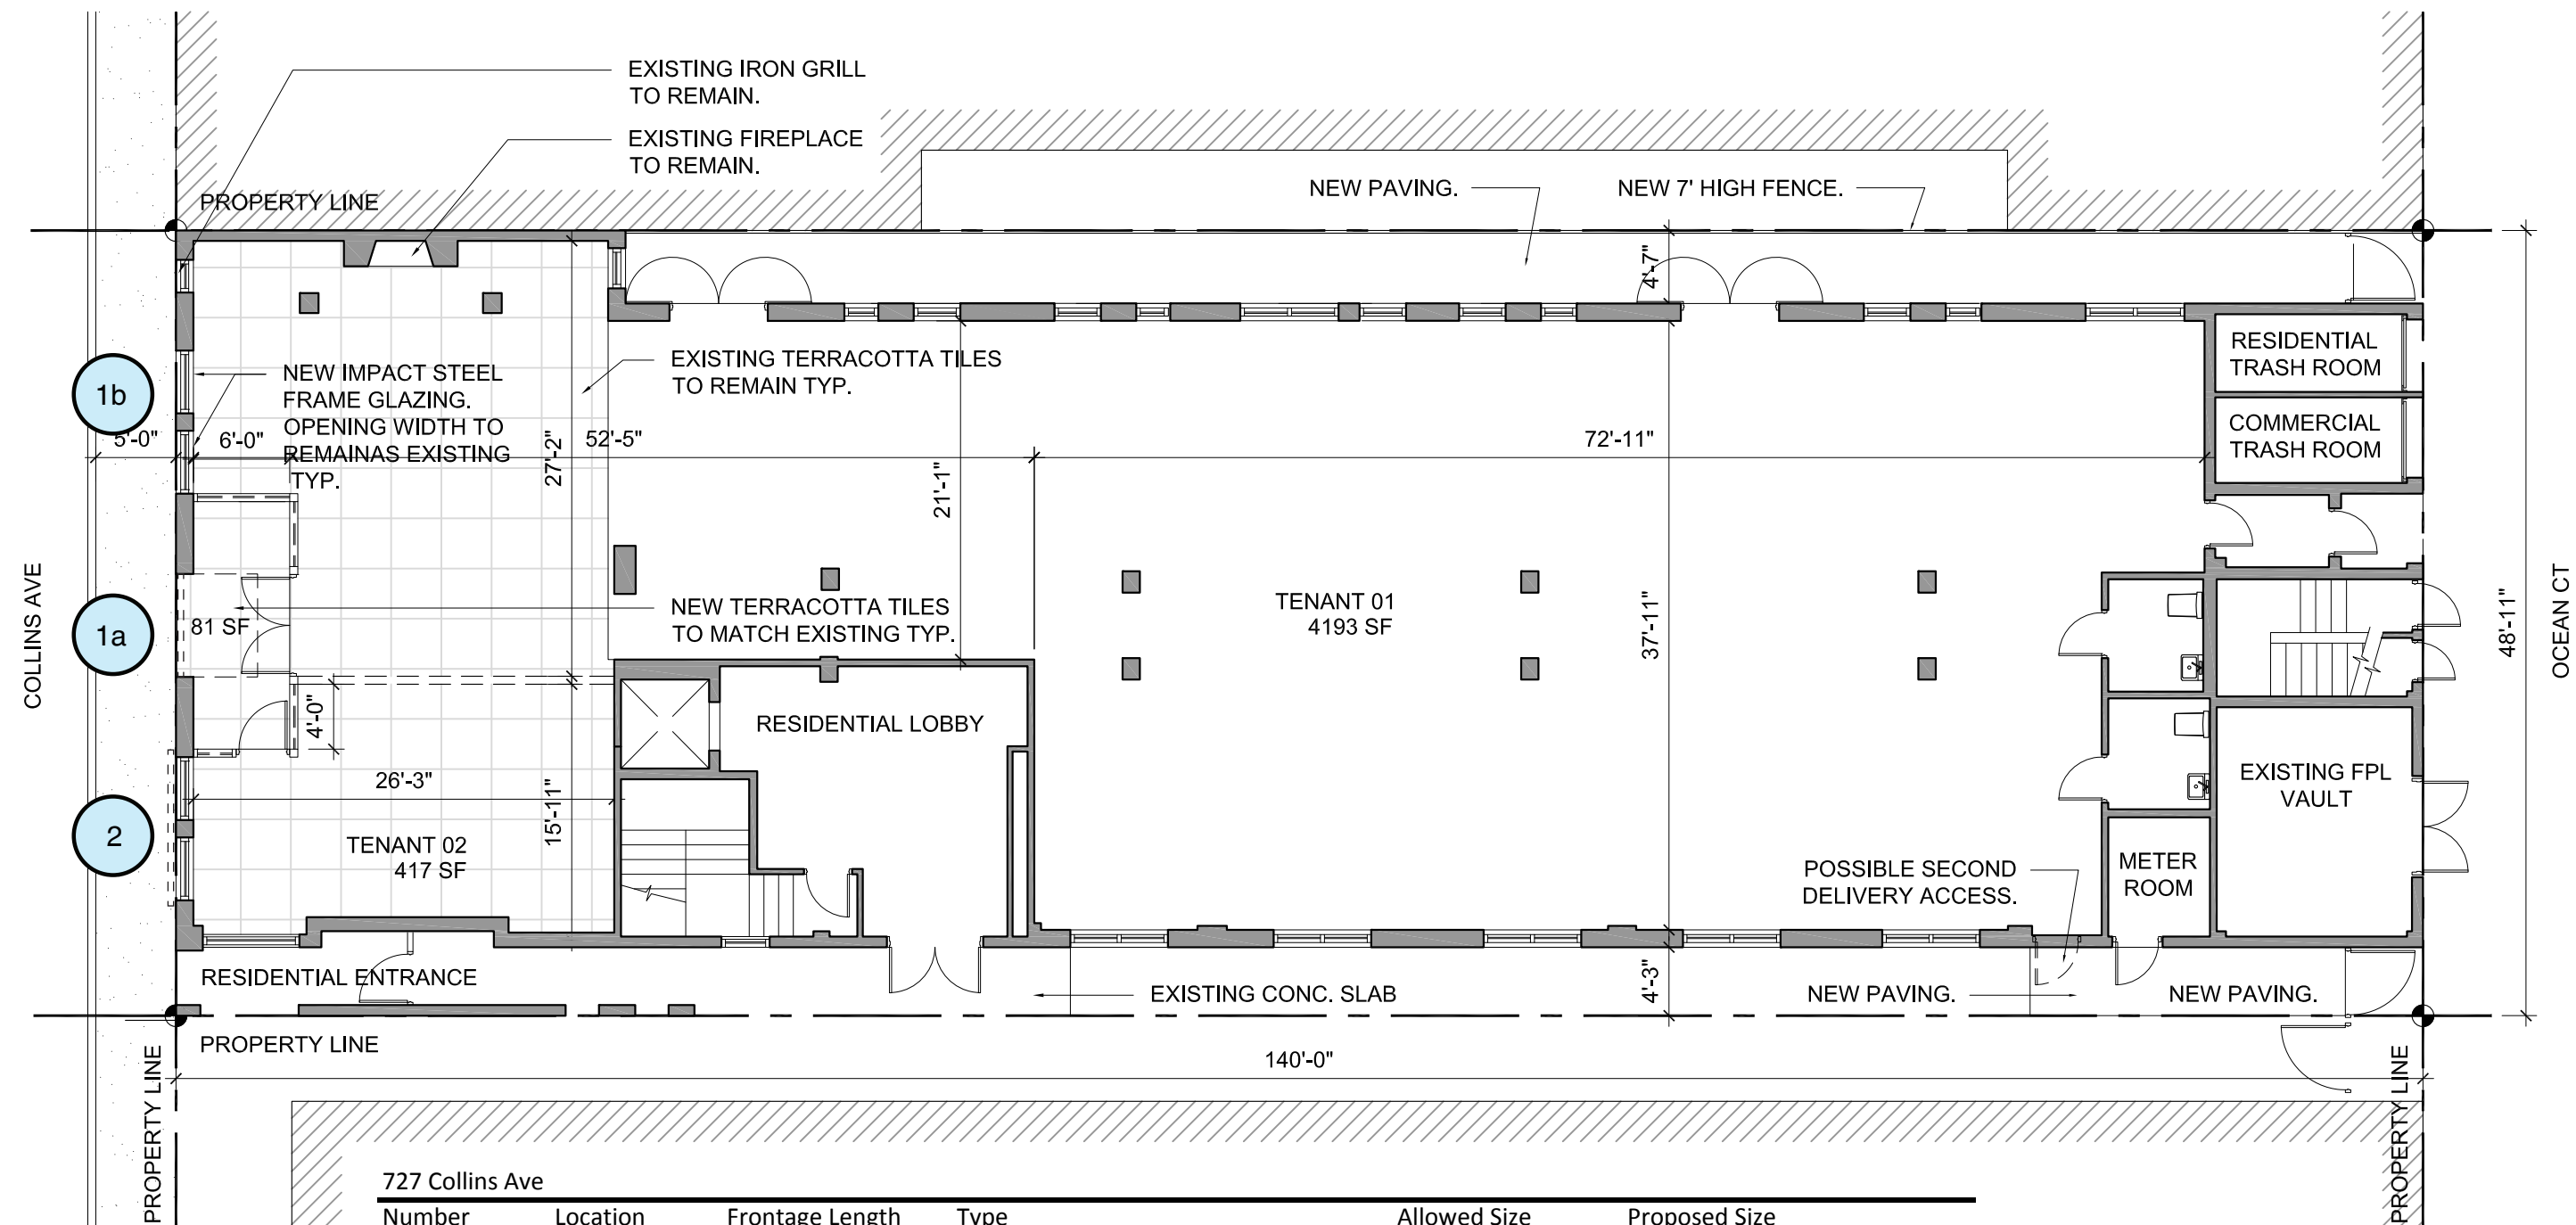 EXISTING IRON GRILL
TO REMAIN.
EXISTING FIREPLACE
TO REMAIN.
PROPERTY LINE
NEW PAVING.
NEW 7' HIGH FENCE.
4'-7"
EXISTING TERRACOTTA TILES
TO REMAIN TYP.
NEW IMPACT STEEL
FRAME GLAZING.
OPENING WIDTH TO
REMAINAS EXISTING
TYP.
1b
5'-0"
6'-0"
27'-2"
52'-5"
21'-1"
72'-11"
RESIDENTIAL
TRASH ROOM
COMMERCIAL
TRASH ROOM
COLLINS AVE
1a
81 SF
NEW TERRACOTTA TILES
TO MATCH EXISTING TYP.
TENANT 01
4193 SF
37'-11"
48'-11"
OCEAN CT
4'-0"
RESIDENTIAL LOBBY
26'-3"
15'-11"
2
TENANT 02
417 SF
EXISTING FPL
VAULT
METER
ROOM
POSSIBLE SECOND
DELIVERY ACCESS.
RESIDENTIAL ENTRANCE
EXISTING CONC. SLAB
4'-3"
NEW PAVING.
NEW PAVING.
PROPERTY LINE
140'-0"
PROPERTY LINE
PROPERTY LINE
727 Collins Ave
Number Location Frontage Length Type Allowed Size Proposed Size